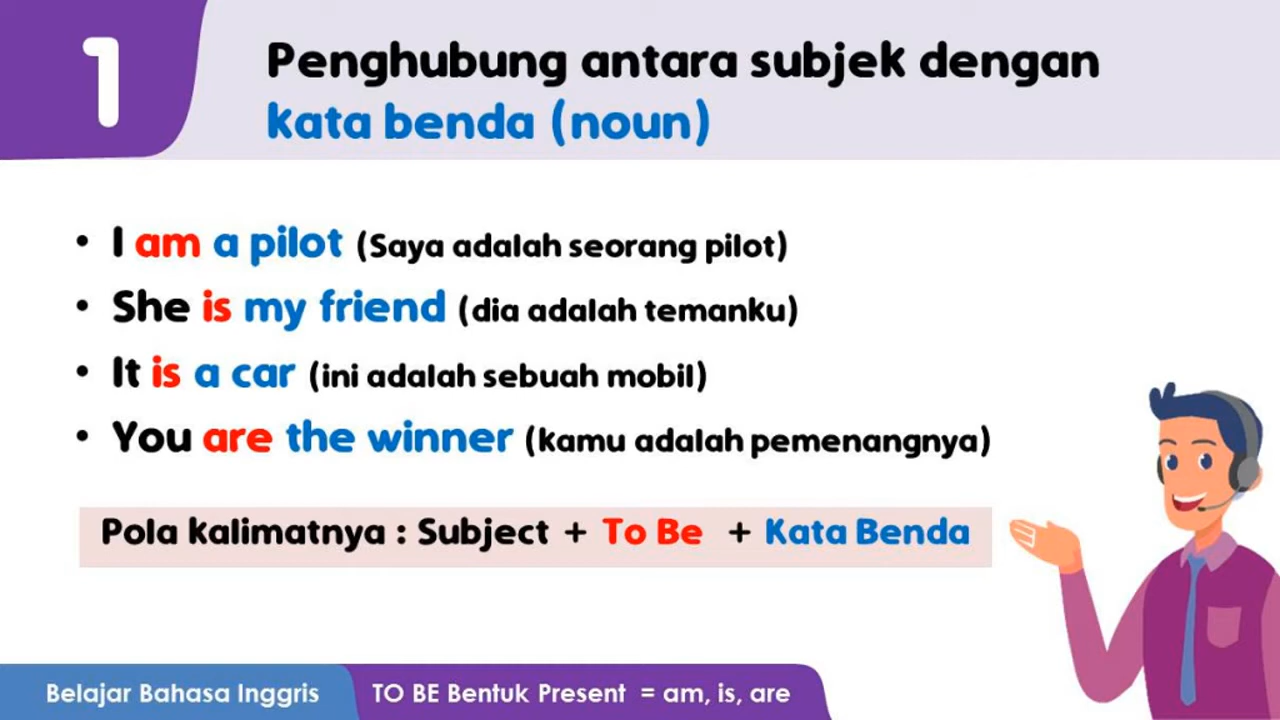 1
Penghubung antara subjek dengan
kata benda (noun)
• I am a pilot (Saya adalah seorang pilot)
• She is my friend (dia adalah temanku)
• It is a car (ini adalah sebuah mobil)
• You are the winner (kamu adalah pemenangnya)
Pola kalimatnya : Subject + To Be + Kata Benda
Belajar Bahasa Inggris
TO BE Bentuk Present = am, is, are